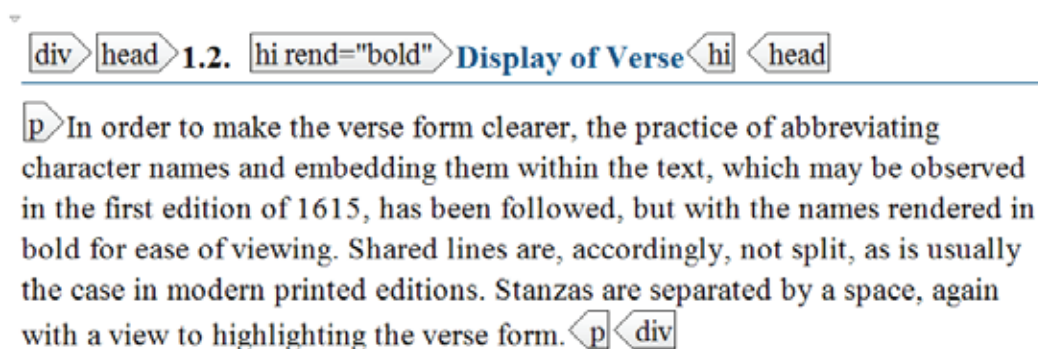 div head 1.2. hi rend="bold" Display of Verse hi head
p In order to make the verse form clearer, the practice of abbreviating
character names and embedding them within the text, which may be observed
in the first edition of 1615, has been followed, but with the names rendered in
bold for ease of viewing. Shared lines are, accordingly, not split, as is usually
the case in modern printed editions. Stanzas are separated by a space, again
with a view to highlighting the verse form. p div